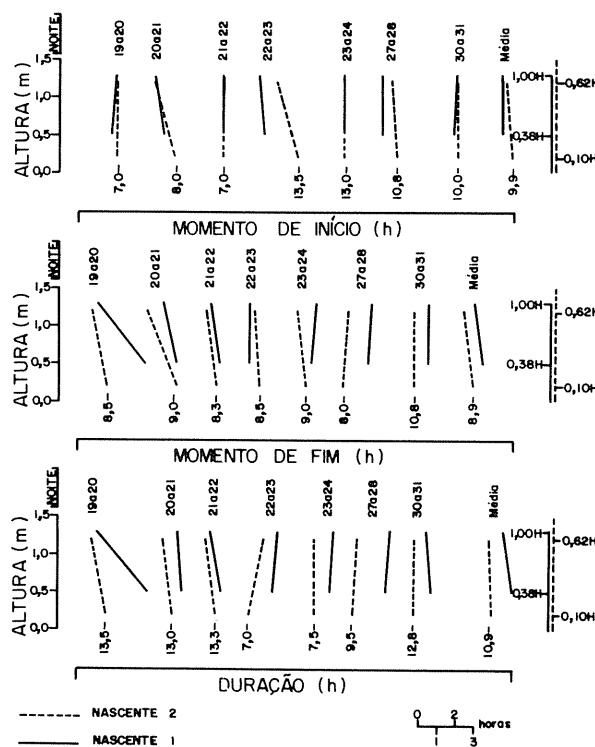 NOITE
19a20 20a21 21a22 22a23 23a24 27a28 30a31 Média
ALTURA (m)
1,5
1,0
0,5
0,0
1,00H
0,62H
0,38H
0,10H
7,0 8,0 7,0 13,5 13,0 10,8 10,0 9,9
MOMENTO DE INÍCIO (h)
NOITE
19a20 20a21 21a22 22a23 23a24 27a28 30a31 Média
ALTURA (m)
1,5
1,0
0,5
0,0
1,00H
0,62H
0,38H
0,10H
8,5 9,0 8,3 8,5 9,0 8,0 10,8 8,9
MOMENTO DE FIM (h)
NOITE
19a20 20a21 21a22 22a23 23a24 27a28 30a31 Média
ALTURA (m)
1,5
1,0
0,5
0,0
1,00H
0,62H
0,38H
0,10H
13,5 13,0 13,3 7,0 7,5 9,5 12,8 10,9
DURAÇÃO (h)
NASCENTE 2
NASCENTE 1
0 2 horas
1 3